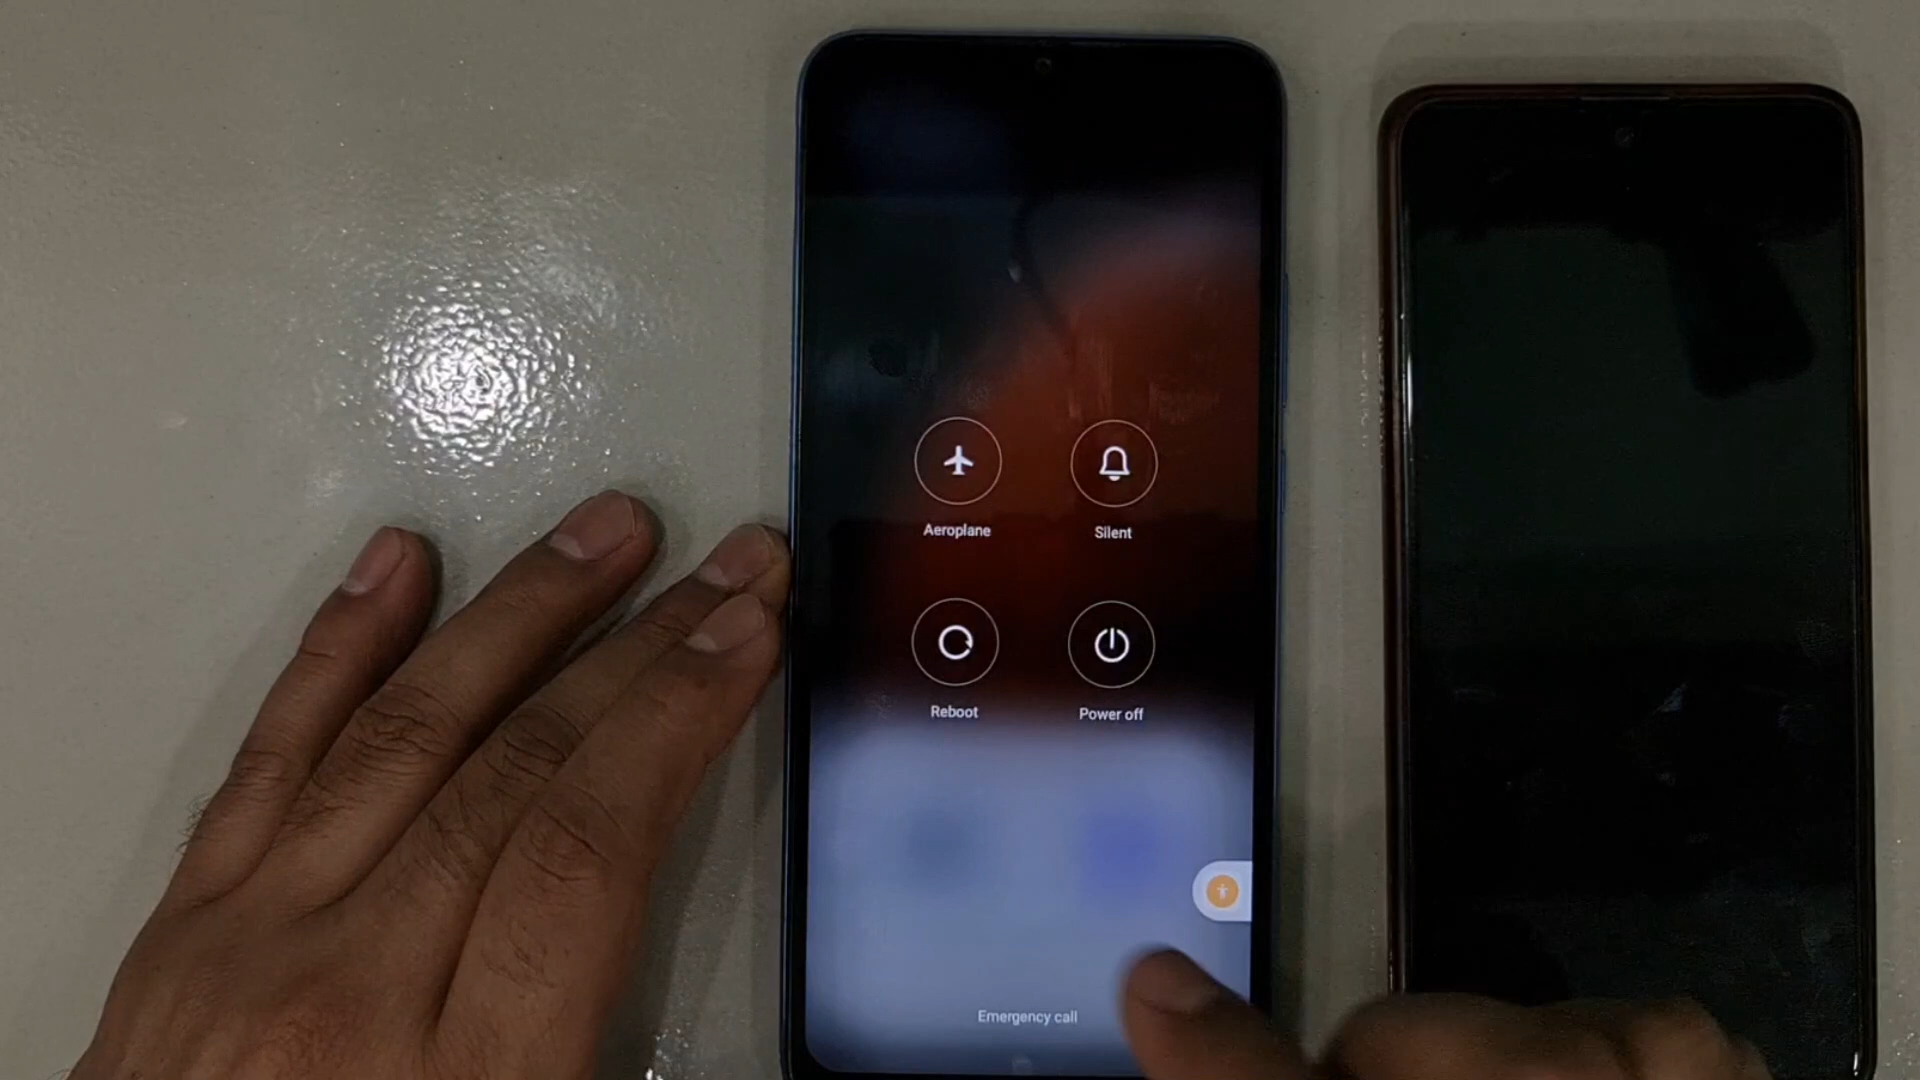 Aeroplane
Silent
Reboot
Power off
Emergency call